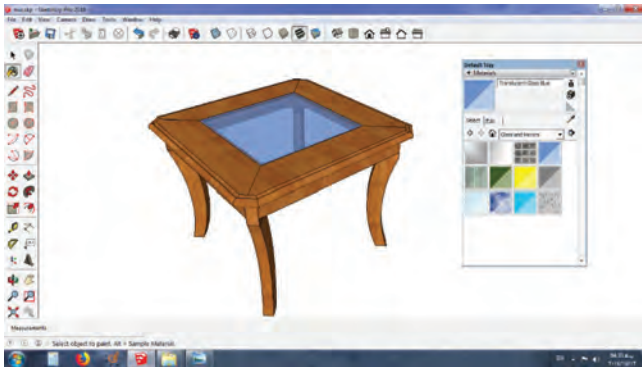 File Edit View Camera Draw Tools Window Help
Default Tray
Materials
Translucent Glass Blue
Select Edit
Glass and Mirrors
Measurements
Select object to paint. Alt = Sample Material.